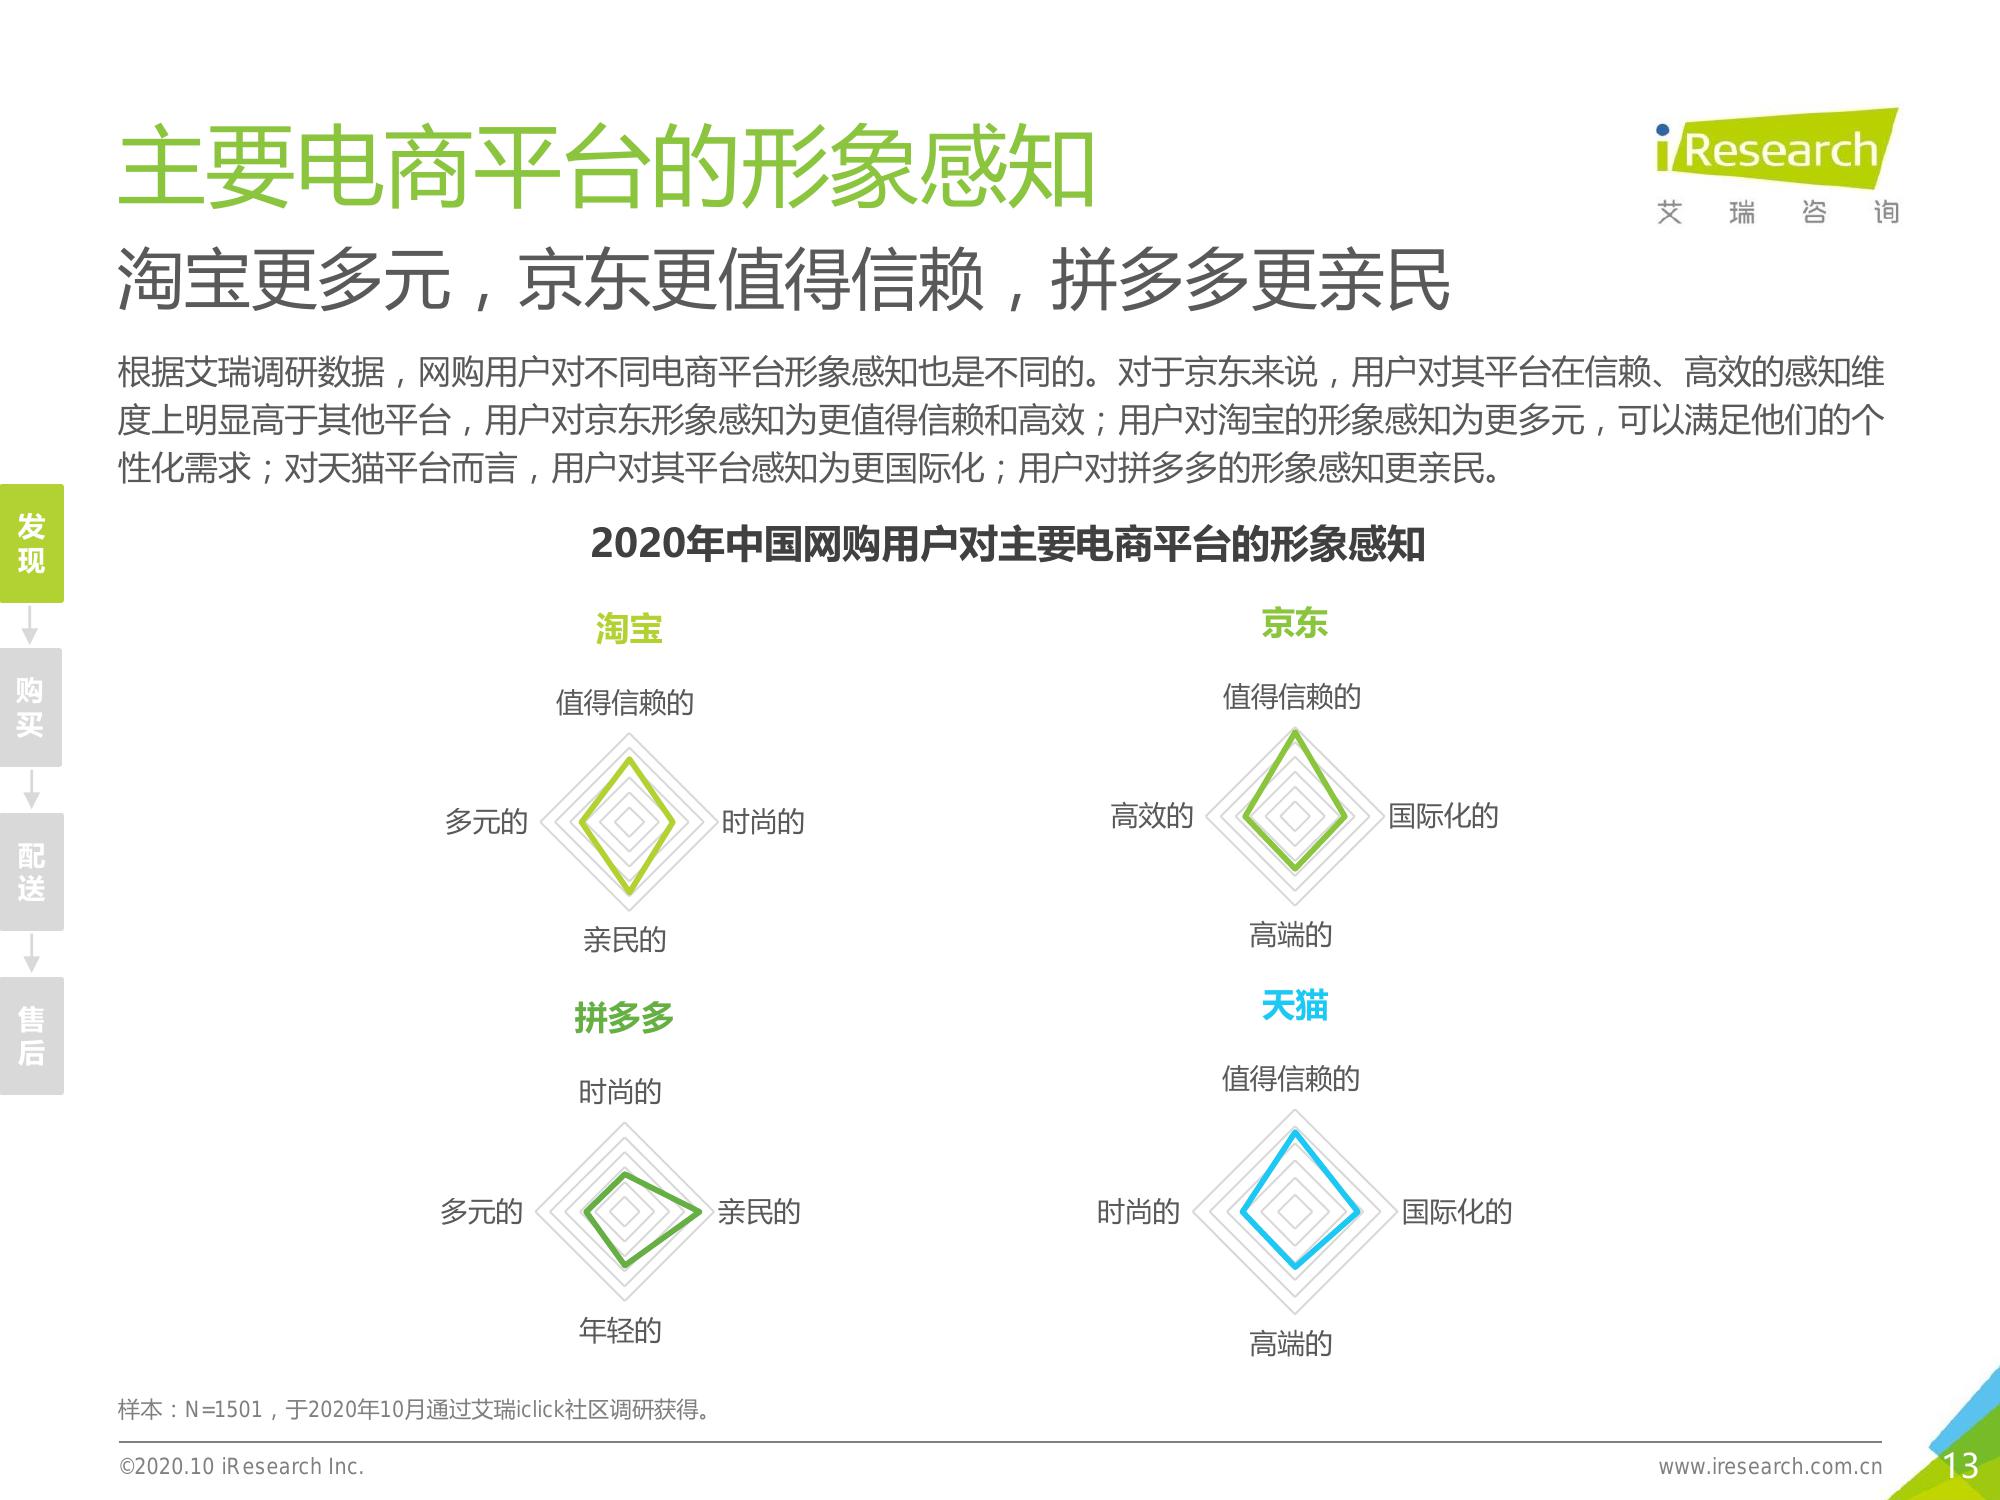 主要电商平台的形象感知
iResearch
艾瑞咨询
淘宝更多元，京东更值得信赖，拼多多更亲民
根据艾瑞调研数据，网购用户对不同电商平台形象感知也是不同的。对于京东来说，用户对其平台在信赖、高效的感知维
度上明显高于其他平台，用户对京东形象感知为更值得信赖和高效；用户对淘宝的形象感知为更多元，可以满足他们的个
性化需求；对天猫平台而言，用户对其平台感知为更国际化；用户对拼多多的形象感知更亲民。
发
现
购
买
配
送
售
后
2020年中国网购用户对主要电商平台的形象感知
淘宝
值得信赖的
多元的
时尚的
亲民的
京东
值得信赖的
高效的
国际化的
高端的
拼多多
时尚的
多元的
亲民的
年轻的
天猫
值得信赖的
时尚的
国际化的
高端的
样本：N=1501，于2020年10月通过艾瑞iclick社区调研获得。
©2020.10 iResearch Inc.
www.iresearch.com.cn
13